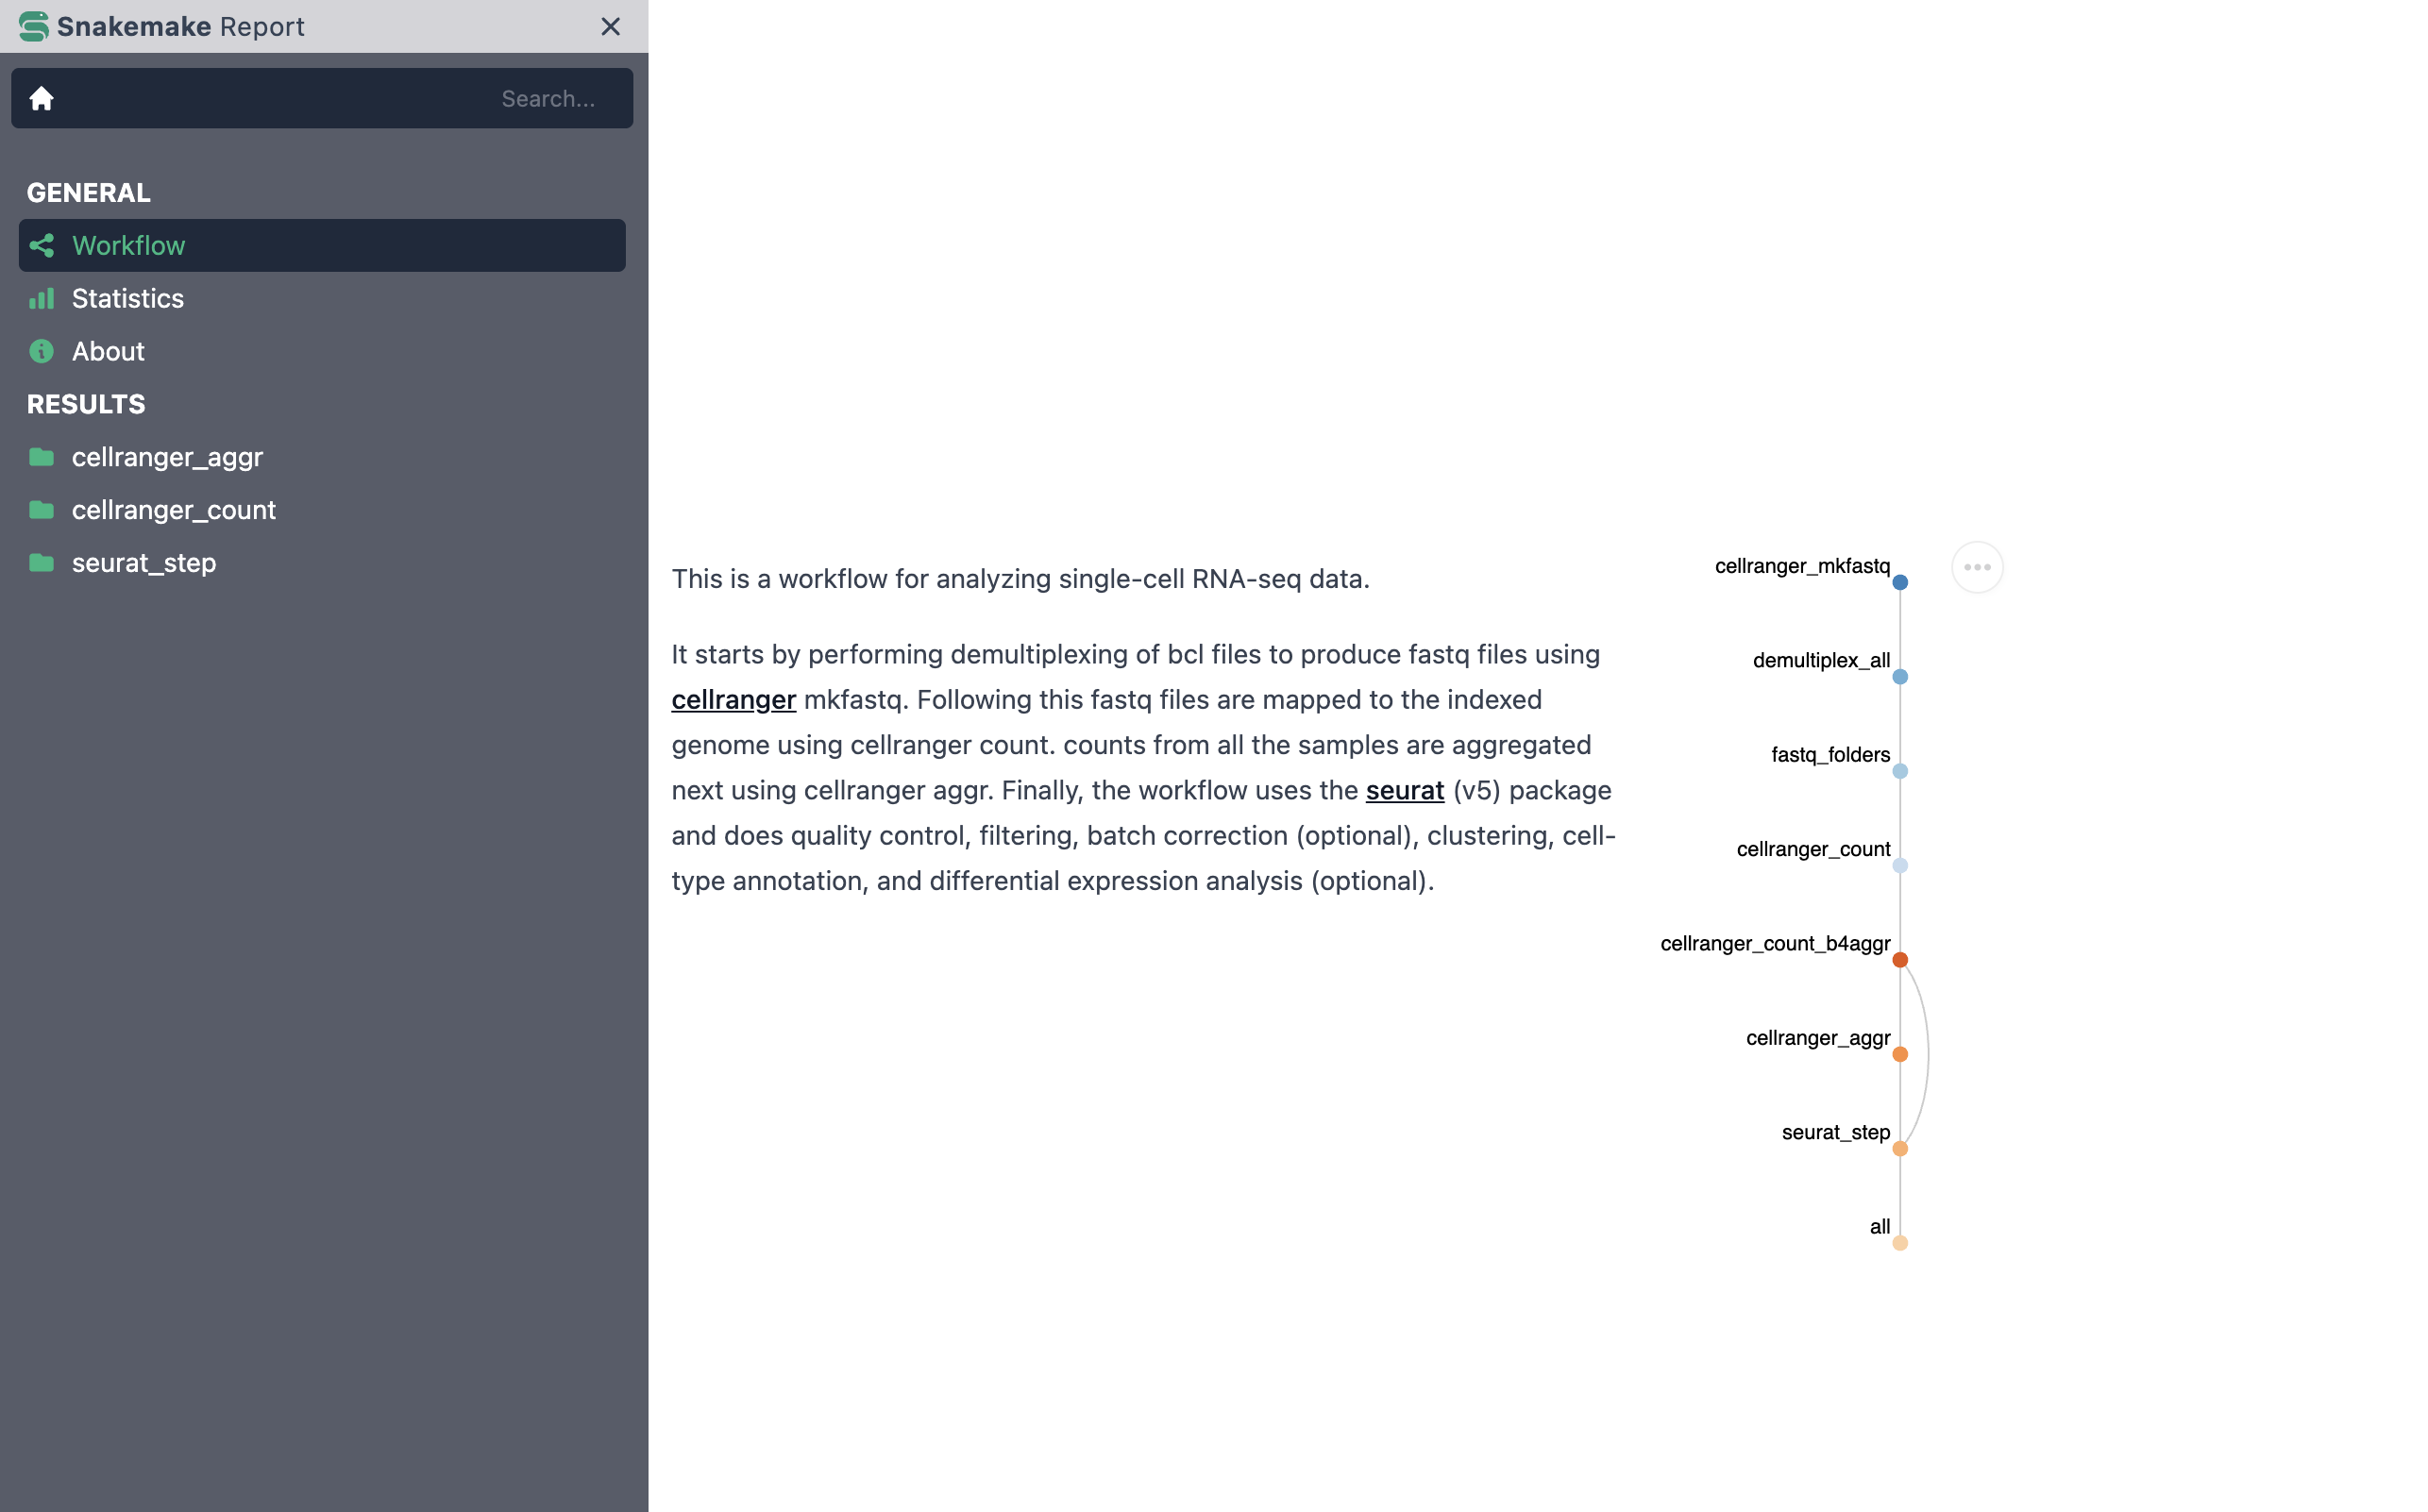 Snakemake Report
Search...
GENERAL
Workflow
Statistics
About
RESULTS
cellranger_aggr
cellranger_count
seurat_step
This is a workflow for analyzing single-cell RNA-seq data.
It starts by performing demultiplexing of bcl files to produce fastq files using
cellranger mkfastq. Following this fastq files are mapped to the indexed
genome using cellranger count. counts from all the samples are aggregated
next using cellranger aggr. Finally, the workflow uses the seurat (v5) package
and does quality control, filtering, batch correction (optional), clustering, cell-
type annotation, and differential expression analysis (optional).
cellranger_mkfastq
demultiplex_all
fastq_folders
cellranger_count
cellranger_count_b4aggr
cellranger_aggr
seurat_step
all